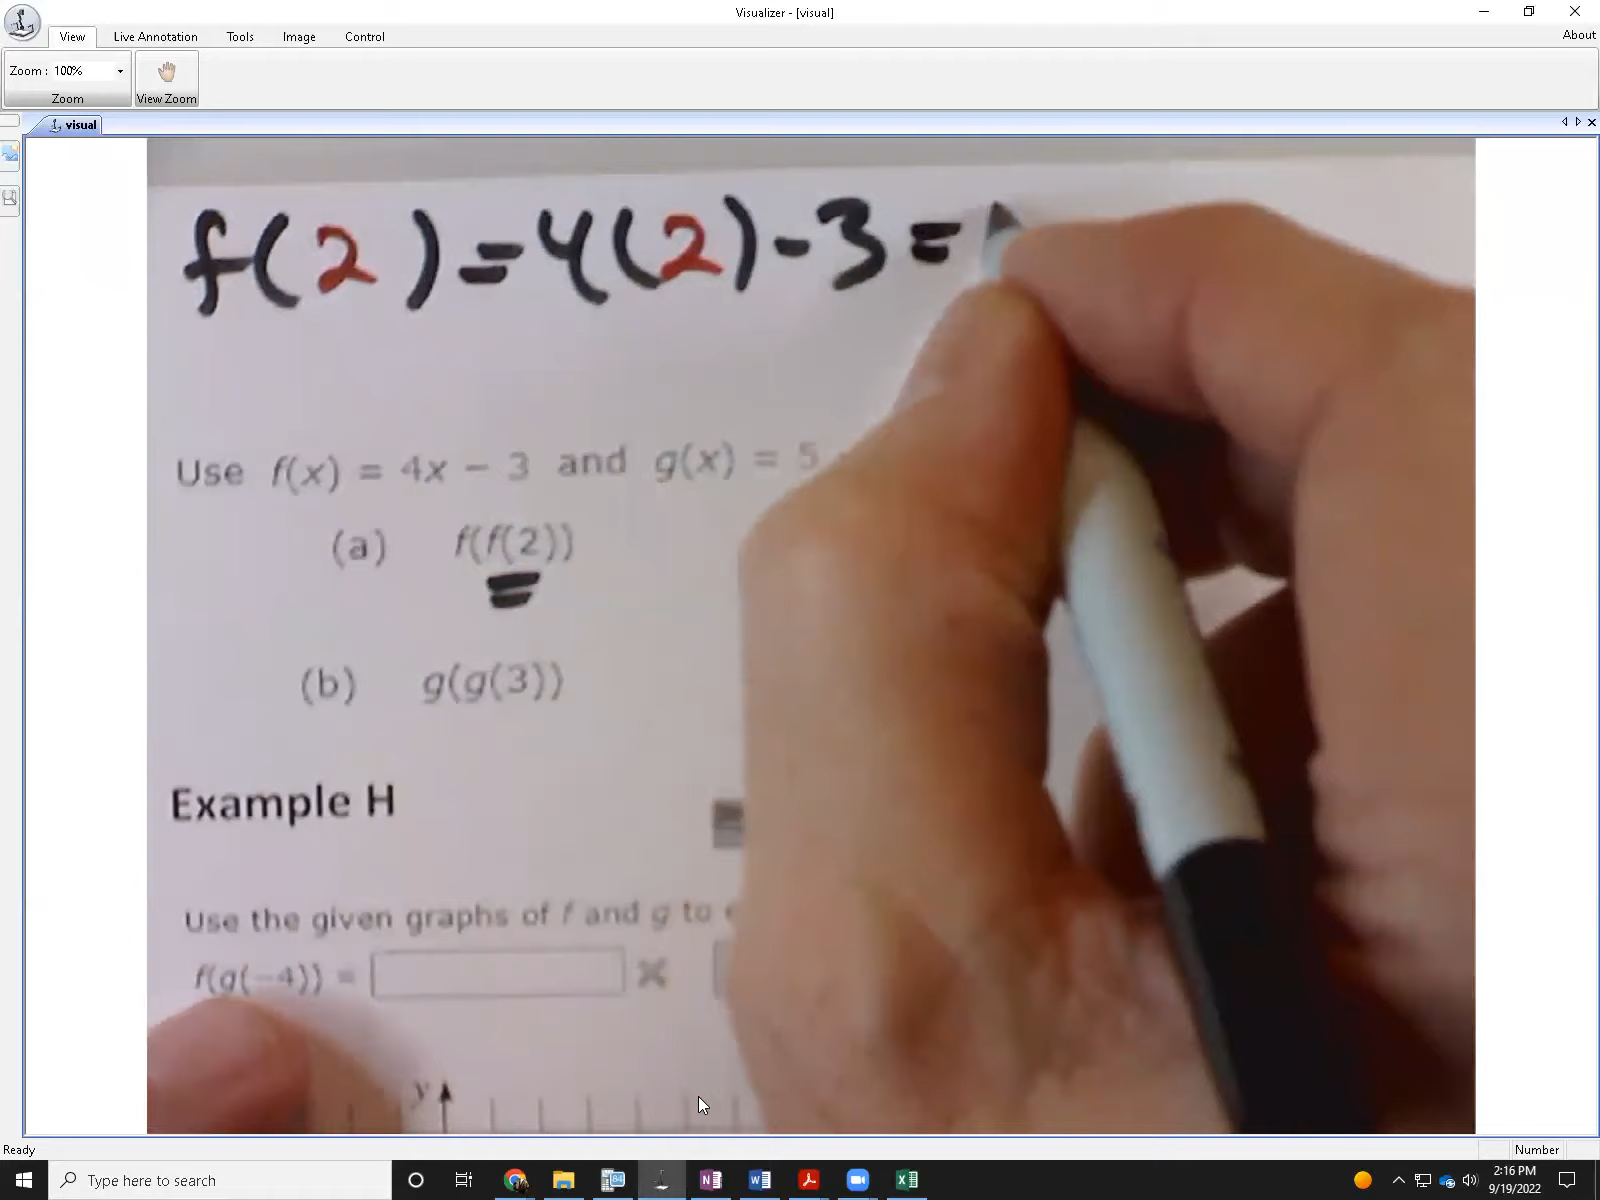 Visualizer - [visual]
View Live Annotation Tools Image Control About
Zoom : 100%
Zoom View Zoom
visual
f(2) = 4(2) - 3 =
Use f(x) = 4x − 3 and g(x) = 5
(a) f(f(2))
(b) g(g(3))
Example H
Use the given graphs of f and g to
f(g(−4)) =
y
Ready Number
Type here to search
2:16 PM
9/19/2022